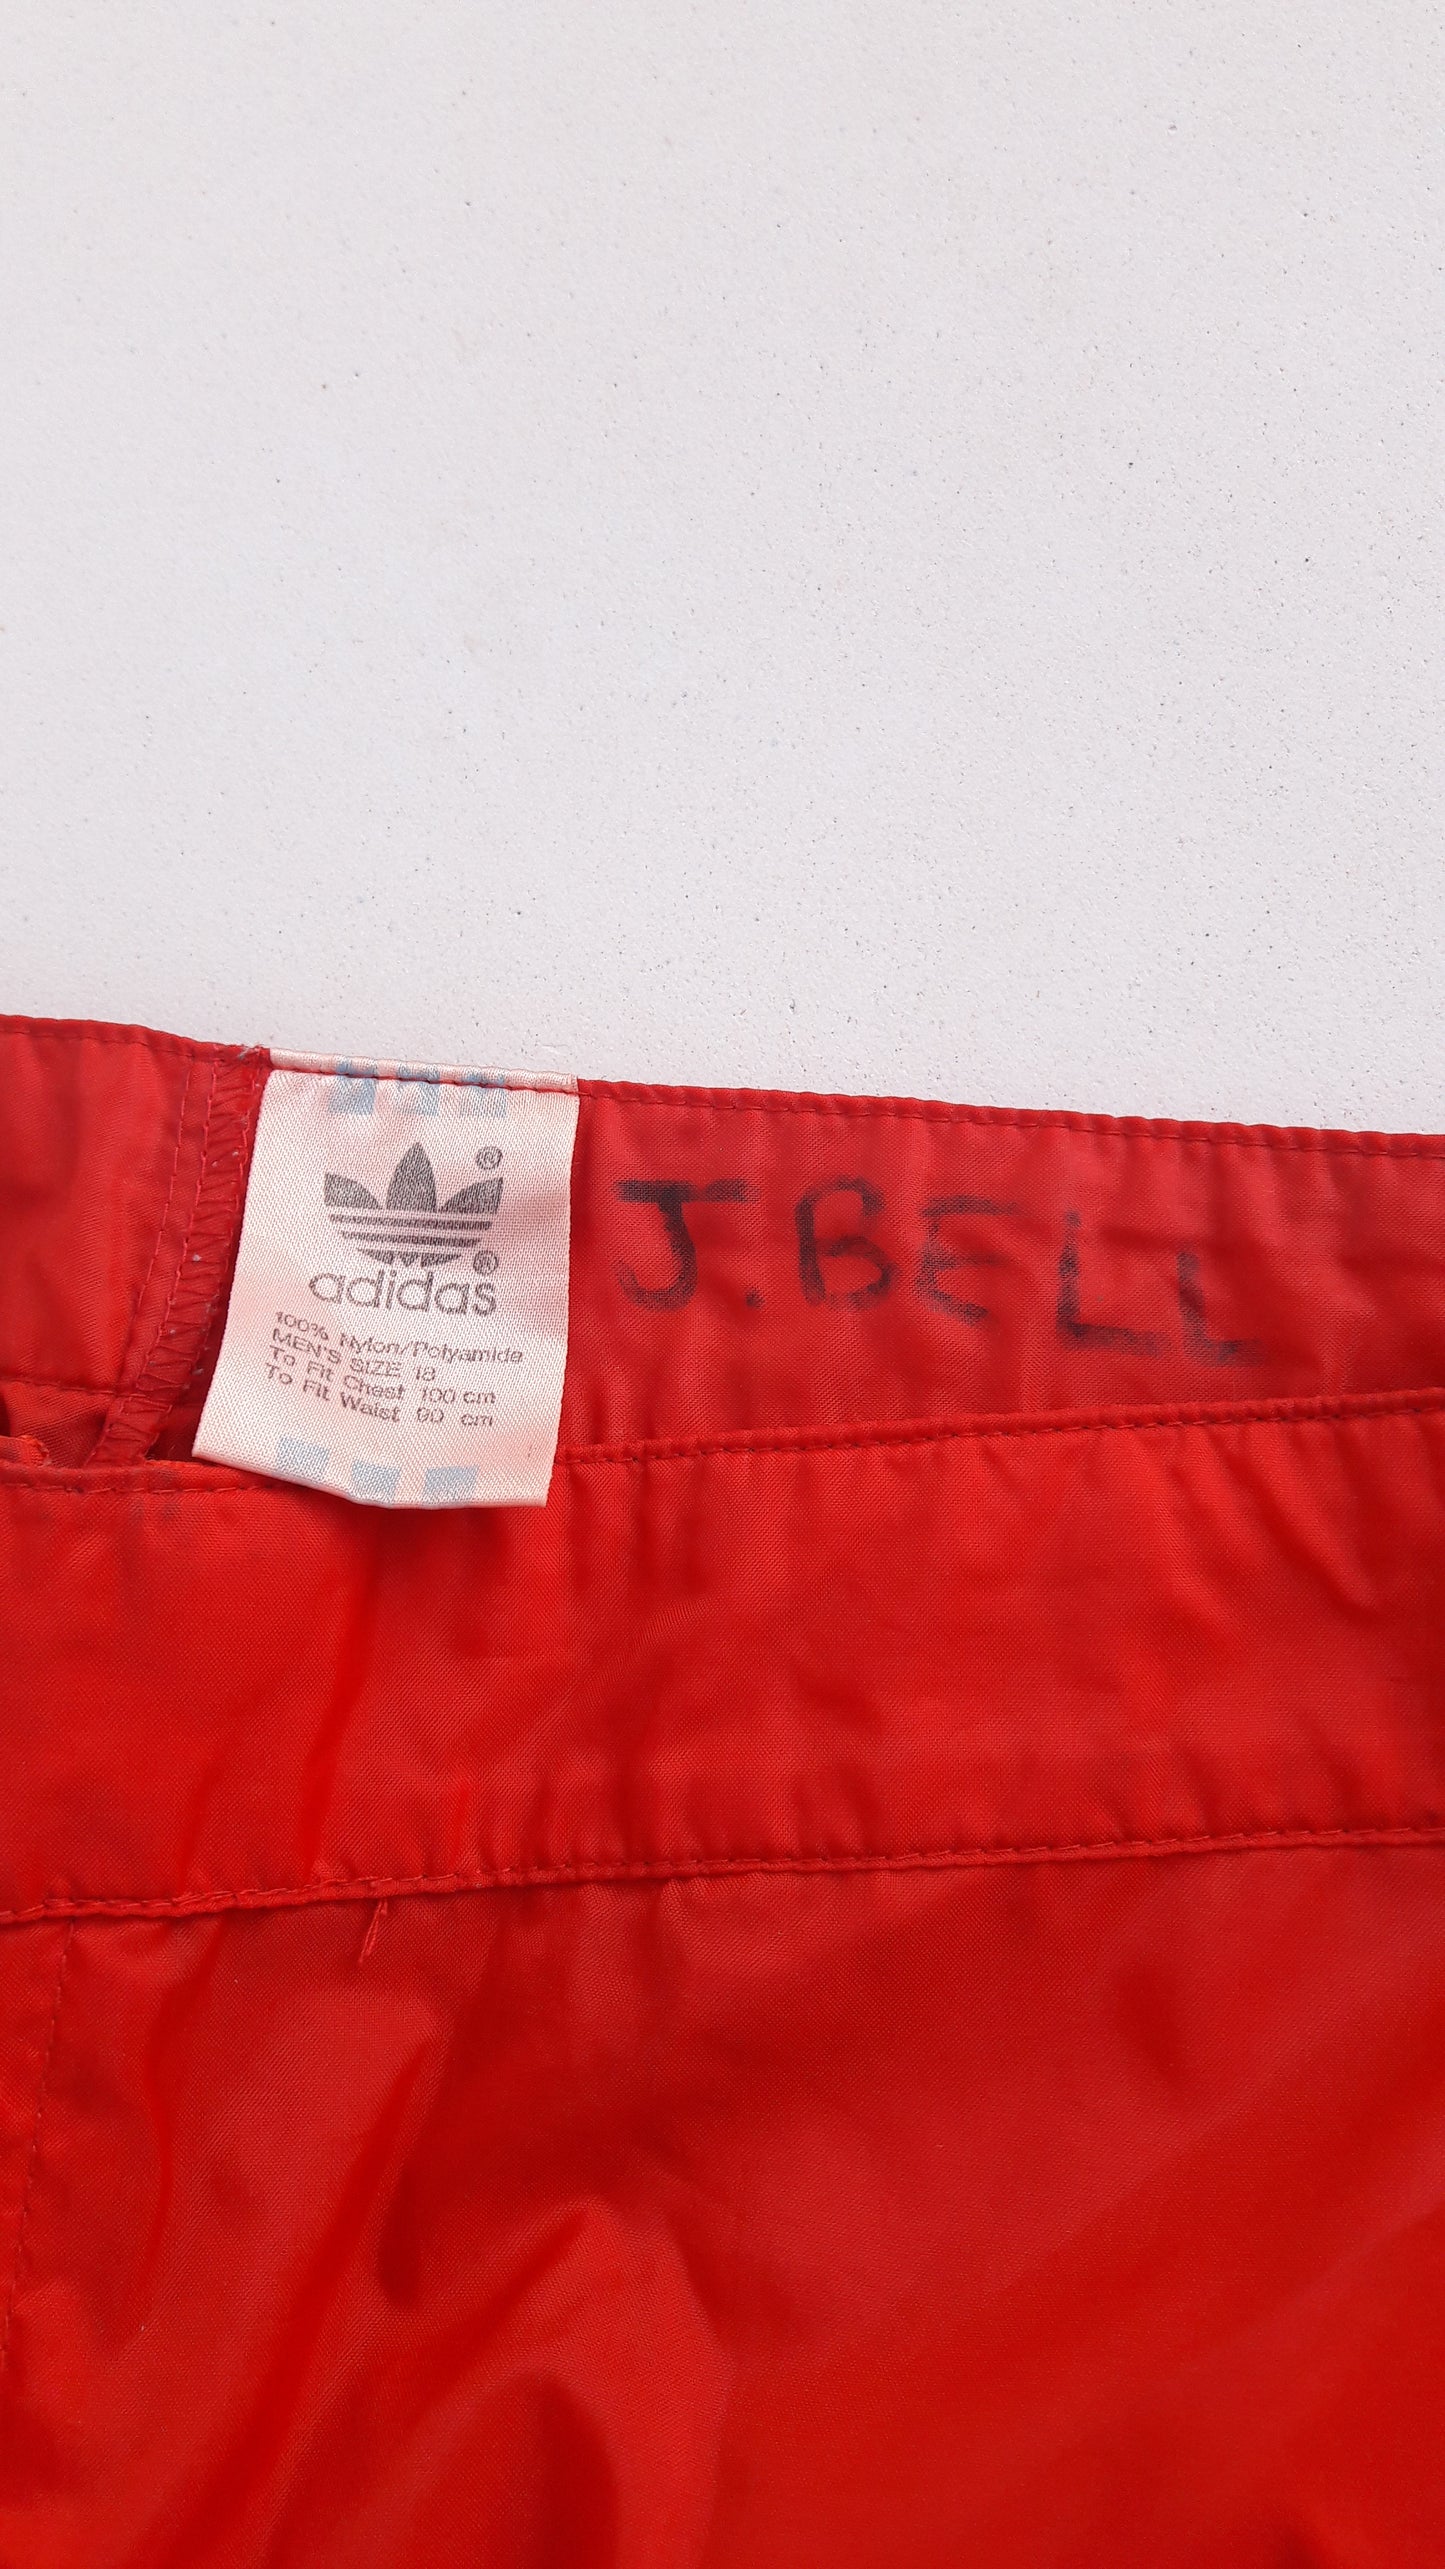 ®
®
adidas
100% Nylon/Polyamide
MEN'S SIZE 18
To Fit Chest 100 cm
To Fit Waist 90 cm
J. BELL